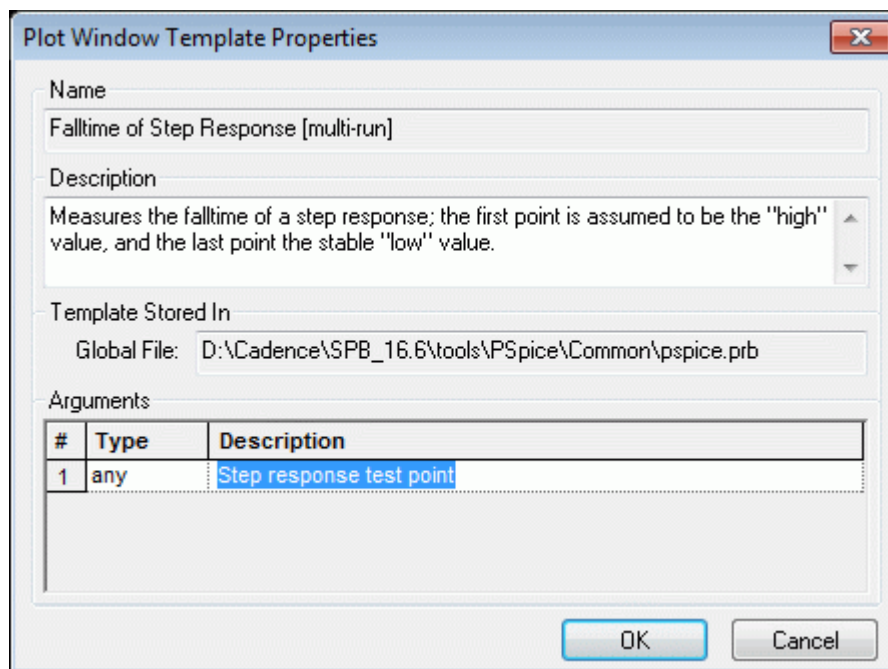 Plot Window Template Properties
Name
Falltime of Step Response [multi-run]
Description
Measures the falltime of a step response; the first point is assumed to be the "high"
value, and the last point the stable "low" value.
Template Stored In
Global File: D:\Cadence\SPB_16.6\tools\PSpice\Common\pspice.prb
Arguments
# Type Description
1 any Step response test point
OK Cancel